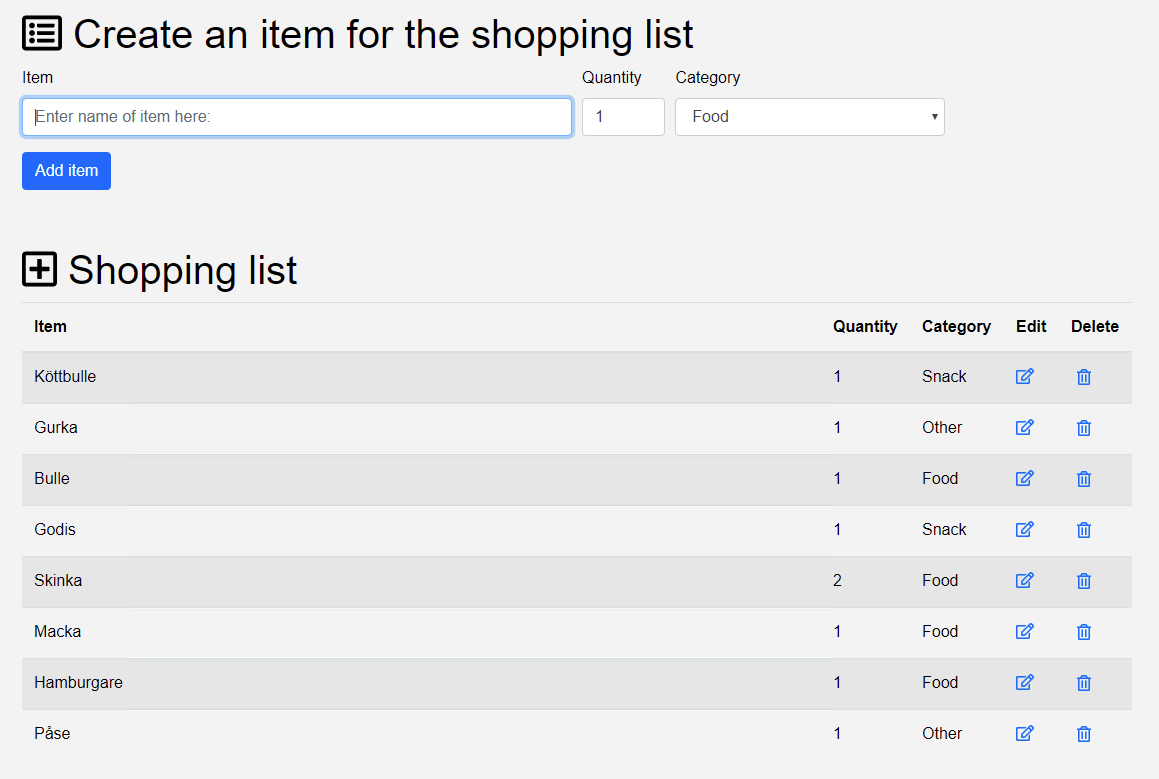 Create an item for the shopping list
Item Quantity Category
Enter name of item here: 1 Food
Add item
Shopping list
Item Quantity Category Edit Delete
Köttbulle 1 Snack
Gurka 1 Other
Bulle 1 Food
Godis 1 Snack
Skinka 2 Food
Macka 1 Food
Hamburgare 1 Food
Påse 1 Other